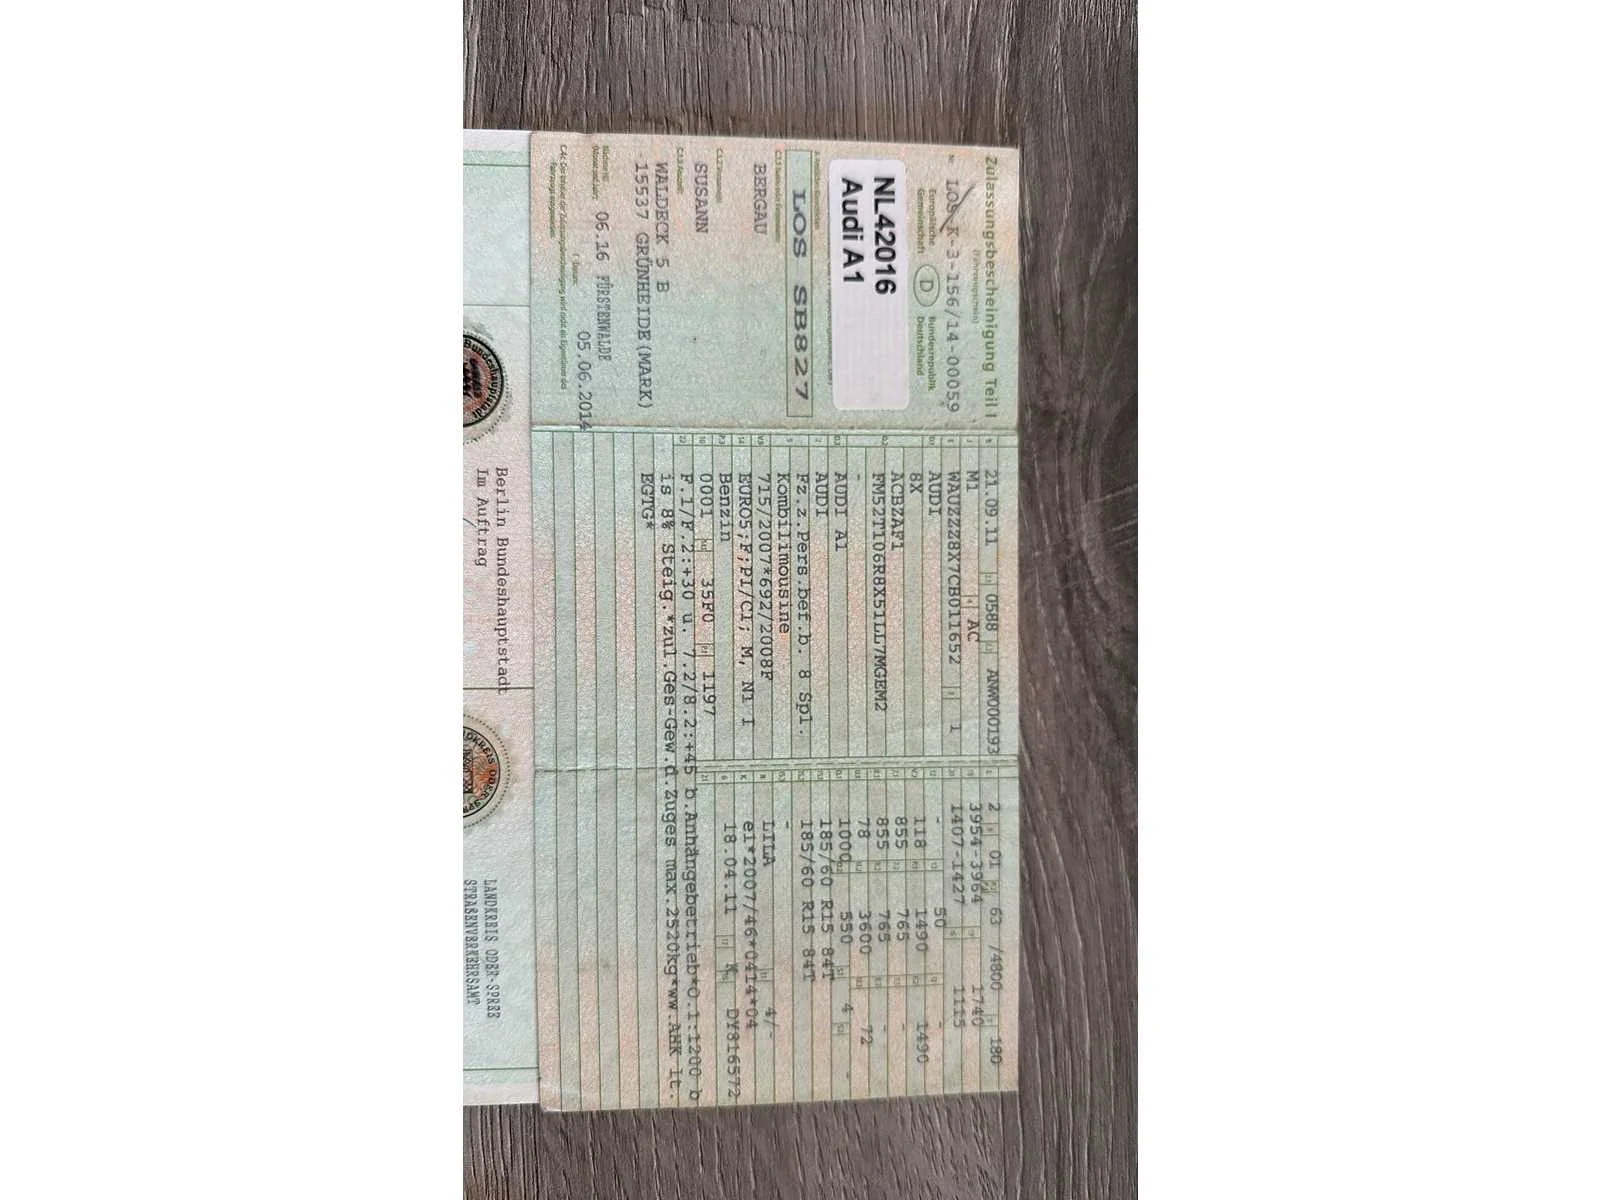 Zulassungsbescheinigung Teil I
(Fahrzeugschein)
Nr. LOS-K-3-156/14-00059
Europäische Gemeinschaft
D
Bundesrepublik Deutschland
NL42016
Audi A1
LOS SB827
BERGAU
SUSANN
WALDECK 5 B
15537 GRÜNHEIDE(MARK)
06.16 FÜRSTENWALDE
05.06.2014
21.09.11 0588 ANW000193
M1 AC
WAUZZZ8X7CB011652 1
AUDI
8X
ACBZAF1
FM52T106R8X51LL7MGEM2
-
AUDI A1
AUDI
Fz.z.Pers.bef.b. 8 Spl.
Kombilimousine
715/2007*692/2008F
EURO5;F;PI/CI; M, N1 I
Benzin
0001 35F0 1197
2 01 63 /4800 180
3954-3964 1740
1407-1427 1115
- 50 -
118 1490 1490
855 765 -
855 765 -
78 3600 72
1000 550 4 -
185/60 R15 84T
185/60 R15 84T
-
LILA 4/-
e1*2007/46*0414*04
18.04.11 K DY816572
F.1/F.2:+30 u. 7.2/8.2:+45 b.Anhängebetrieb*O.1:1200 b
is 8% Steig.*zul.Ges-Gew.d.Zuges max.2520kg*ww.AHK lt.
EGTG*
Berlin Bundeshauptstadt
Im Auftrag
Bundeshauptstadt
LANDKREIS ODER-SPREE
STRAßENVERKEHRSAMT